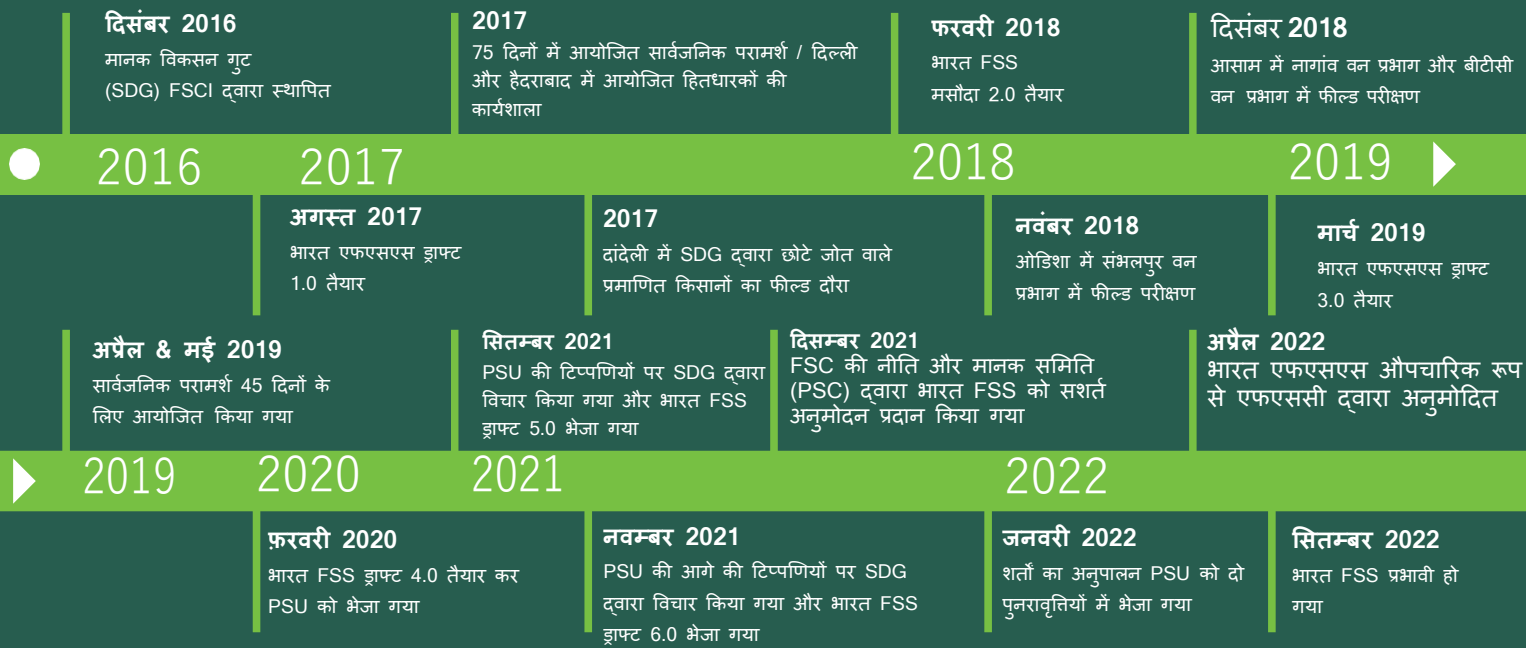 दिसंबर 2016
मानक विकसन गुट
(SDG) FSCI द्वारा स्थापित
2017
75 दिनों में आयोजित सार्वजनिक परामर्श / दिल्ली
और हैदराबाद में आयोजित हितधारकों की
कार्यशाला
फरवरी 2018
भारत FSS
मसौदा 2.0 तैयार
दिसंबर 2018
आसाम में नागांव वन प्रभाग और बीटीसी
वन प्रभाग में फील्ड परीक्षण
2016
2017
2018
2019
अगस्त 2017
भारत एफएसएस ड्राफ्ट
1.0 तैयार
2017
दांदेली में SDG द्वारा छोटे जोत वाले
प्रमाणित किसानों का फील्ड दौरा
नवंबर 2018
ओडिशा में संभलपुर वन
प्रभाग में फील्ड परीक्षण
मार्च 2019
भारत एफएसएस ड्राफ्ट
3.0 तैयार
अप्रैल & मई 2019
सार्वजनिक परामर्श 45 दिनों के
लिए आयोजित किया गया
सितम्बर 2021
PSU की टिप्पणियों पर SDG द्वारा
विचार किया गया और भारत FSS
ड्राफ्ट 5.0 भेजा गया
दिसम्बर 2021
FSC की नीति और मानक समिति
(PSC) द्वारा भारत FSS को सशर्त
अनुमोदन प्रदान किया गया
अप्रैल 2022
भारत एफएसएस औपचारिक रूप
से एफएससी द्वारा अनुमोदित
2019
2020
2021
2022
फ़रवरी 2020
भारत FSS ड्राफ्ट 4.0 तैयार कर
PSU को भेजा गया
नवम्बर 2021
PSU की आगे की टिप्पणियों पर SDG
द्वारा विचार किया गया और भारत FSS
ड्राफ्ट 6.0 भेजा गया
जनवरी 2022
शर्तों का अनुपालन PSU को दो
पुनरावृत्तियों में भेजा गया
सितम्बर 2022
भारत FSS प्रभावी हो
गया